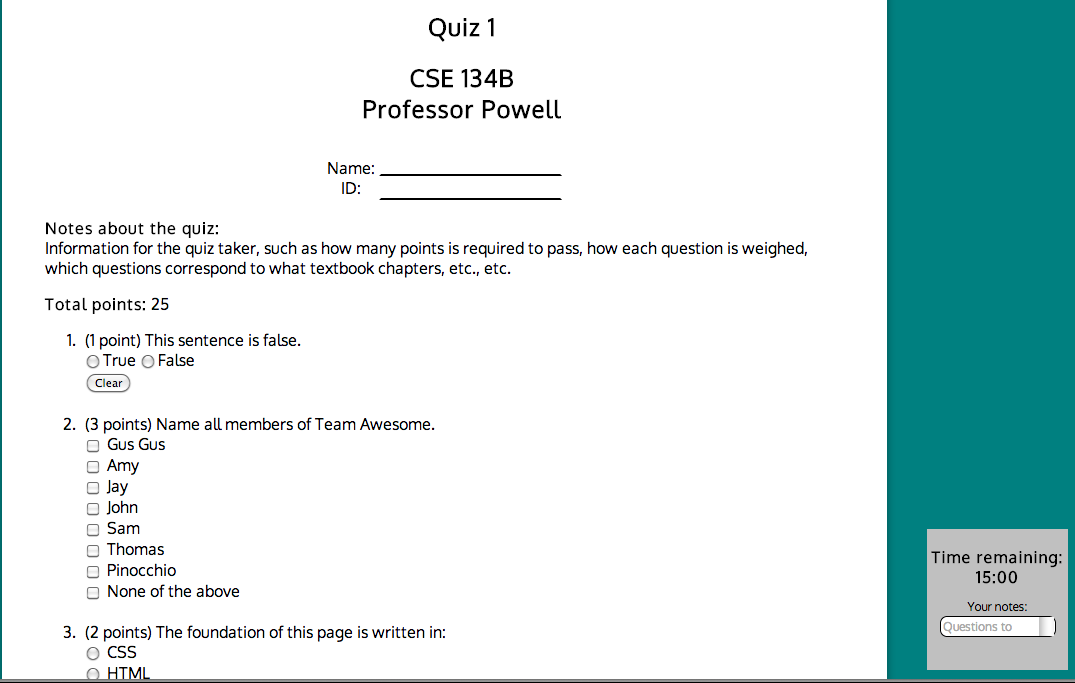 Quiz 1
CSE 134B
Professor Powell
Name:
ID:
Notes about the quiz:
Information for the quiz taker, such as how many points is required to pass, how each question is weighed,
which questions correspond to what textbook chapters, etc., etc.
Total points: 25
1. (1 point) This sentence is false.
True False
Clear
2. (3 points) Name all members of Team Awesome.
Gus Gus
Amy
Jay
John
Sam
Thomas
Pinocchio
None of the above
3. (2 points) The foundation of this page is written in:
CSS
HTML
Time remaining:
15:00
Your notes:
Questions to